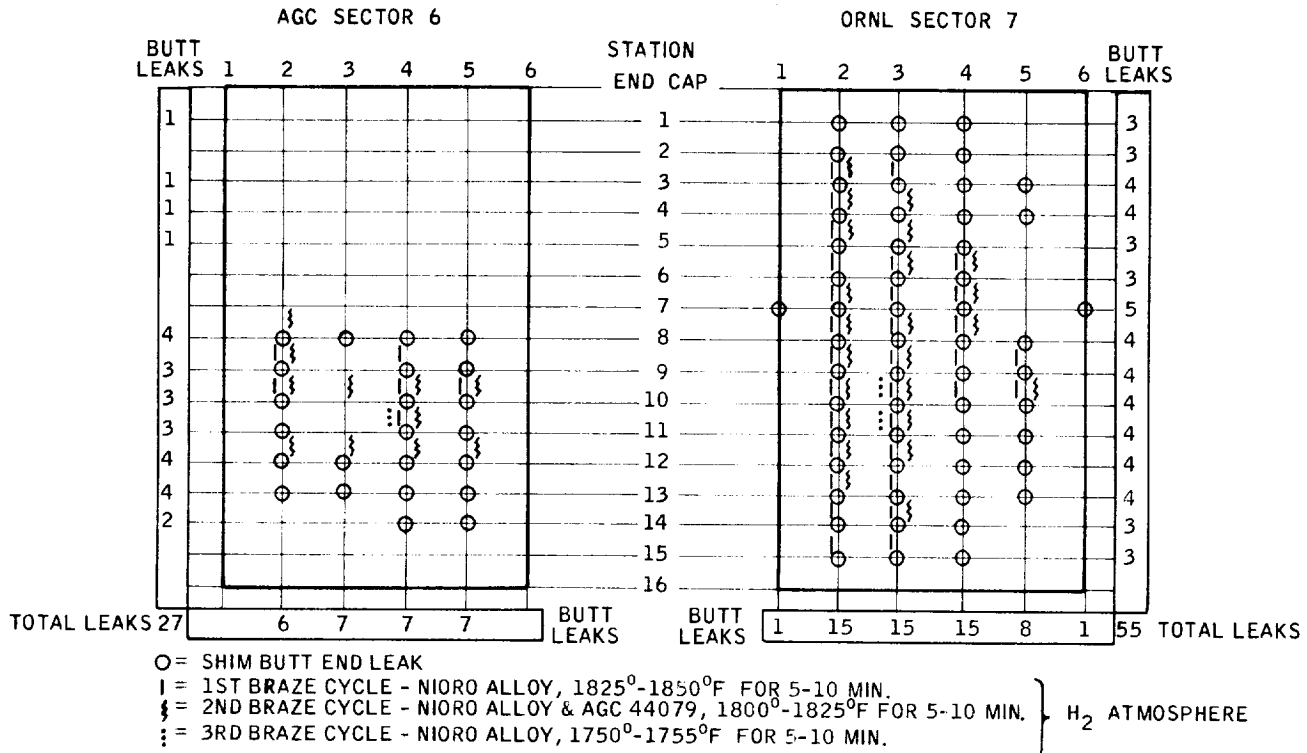 AGC SECTOR 6
ORNL SECTOR 7
BUTT LEAKS 1 2 3 4 5 6
STATION
END CAP
1 2 3 4 5 6 BUTT LEAKS
1 1 3
2 3
1 3 4
1 4 4
1 5 3
6 3
7 5
4 8 4
3 9 4
3 10 4
3 11 4
4 12 4
4 13 4
2 14 3
15 3
16
TOTAL LEAKS 27 6 7 7 7 BUTT LEAKS
BUTT LEAKS 1 15 15 15 8 1 55 TOTAL LEAKS
O = SHIM BUTT END LEAK
| = 1ST BRAZE CYCLE - NIORO ALLOY, 1825°-1850°F FOR 5-10 MIN.
= 2ND BRAZE CYCLE - NIORO ALLOY & AGC 44079, 1800°-1825°F FOR 5-10 MIN.
= 3RD BRAZE CYCLE - NIORO ALLOY, 1750°-1755°F FOR 5-10 MIN.
} H2 ATMOSPHERE